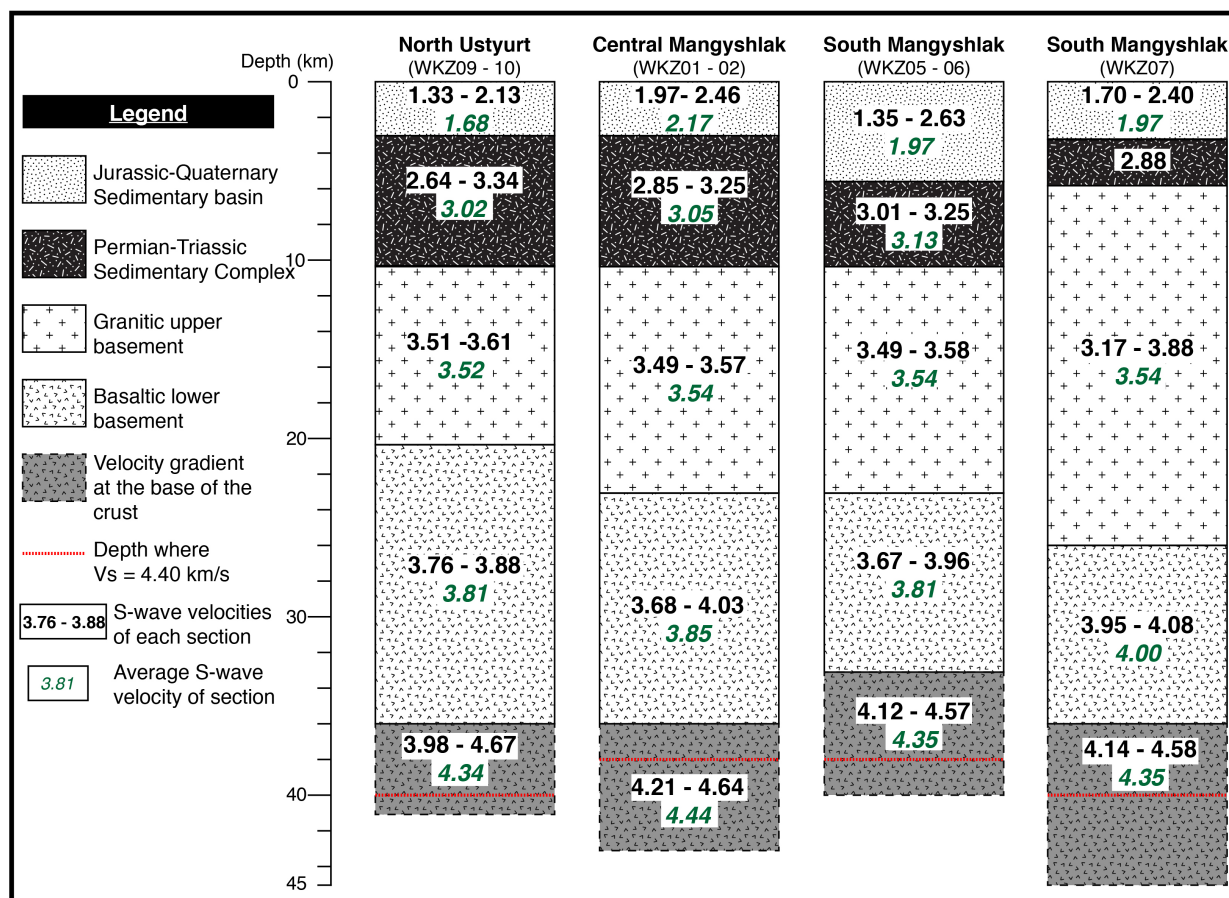 North Ustyurt
(WKZ09 - 10)
Central Mangyshlak
(WKZ01 - 02)
South Mangyshlak
(WKZ05 - 06)
South Mangyshlak
(WKZ07)
Depth (km)
0
10
20
30
40
45
Legend
Jurassic-Quaternary
Sedimentary basin
Permian-Triassic
Sedimentary Complex
Granitic upper
basement
Basaltic lower
basement
Velocity gradient
at the base of the
crust
Depth where
Vs = 4.40 km/s
3.76 - 3.88
S-wave velocities
of each section
3.81
Average S-wave
velocity of section
1.33 - 2.13
1.68
2.64 - 3.34
3.02
3.51 -3.61
3.52
3.76 - 3.88
3.81
3.98 - 4.67
4.34
1.97- 2.46
2.17
2.85 - 3.25
3.05
3.49 - 3.57
3.54
3.68 - 4.03
3.85
4.21 - 4.64
4.44
1.35 - 2.63
1.97
3.01 - 3.25
3.13
3.49 - 3.58
3.54
3.67 - 3.96
3.81
4.12 - 4.57
4.35
1.70 - 2.40
1.97
2.88
3.17 - 3.88
3.54
3.95 - 4.08
4.00
4.14 - 4.58
4.35